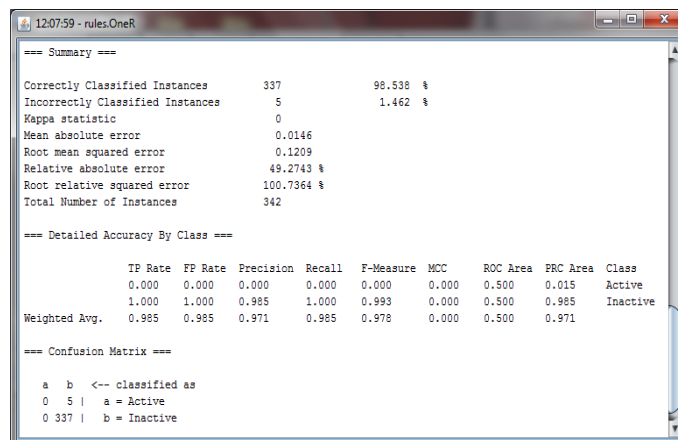 12:07:59 - rules.OneR
=== Summary ===
Correctly Classified Instances 337 98.538 %
Incorrectly Classified Instances 5 1.462 %
Kappa statistic 0
Mean absolute error 0.0146
Root mean squared error 0.1209
Relative absolute error 49.2743 %
Root relative squared error 100.7364 %
Total Number of Instances 342
=== Detailed Accuracy By Class ===
TP Rate FP Rate Precision Recall F-Measure MCC ROC Area PRC Area Class
0.000 0.000 0.000 0.000 0.000 0.000 0.500 0.015 Active
1.000 1.000 0.985 1.000 0.993 0.000 0.500 0.985 Inactive
Weighted Avg. 0.985 0.985 0.971 0.985 0.978 0.000 0.500 0.971
=== Confusion Matrix ===
a b <-- classified as
0 5 | a = Active
0 337 | b = Inactive